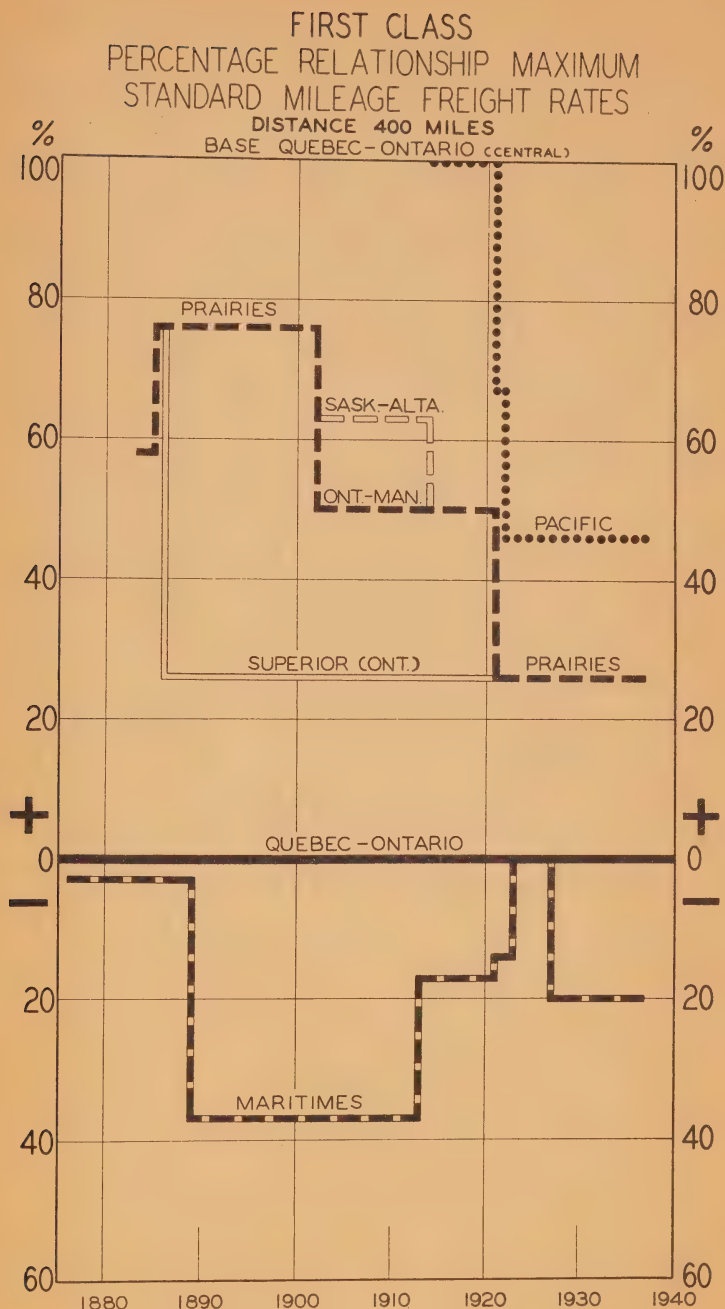 FIRST CLASS
PERCENTAGE RELATIONSHIP MAXIMUM
STANDARD MILEAGE FREIGHT RATES
DISTANCE 400 MILES
BASE QUEBEC-ONTARIO (CENTRAL)
% %
100 100
80 80
PRAIRIES
SASK.-ALTA.
60 60
ONT.-MAN.
PACIFIC
40 40
SUPERIOR (ONT.) PRAIRIES
20 20
+ +
QUEBEC-ONTARIO
0 0
— —
20 20
MARITIMES
40 40
60 60
1880 1890 1900 1910 1920 1930 1940